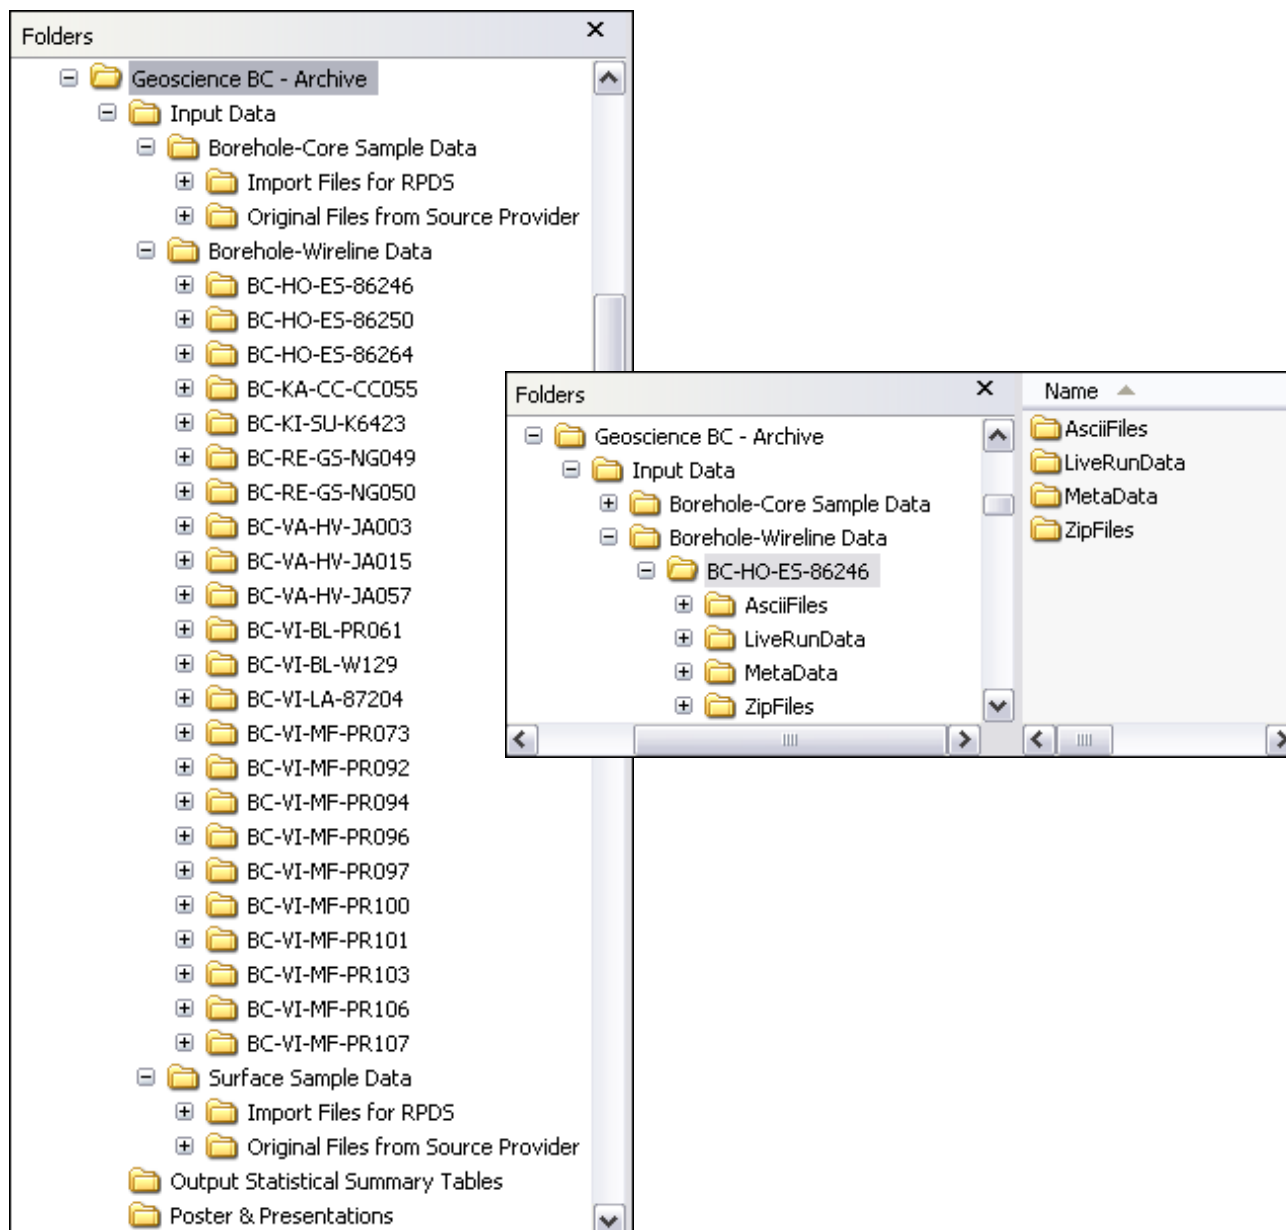 Folders
Geoscience BC - Archive
Input Data
Borehole-Core Sample Data
Import Files for RPDS
Original Files from Source Provider
Borehole-Wireline Data
BC-HO-ES-86246
BC-HO-ES-86250
BC-HO-ES-86264
BC-KA-CC-CC055
BC-KI-SU-K6423
BC-RE-GS-NG049
BC-RE-GS-NG050
BC-VA-HV-JA003
BC-VA-HV-JA015
BC-VA-HV-JA057
BC-VI-BL-PR061
BC-VI-BL-W129
BC-VI-LA-87204
BC-VI-MF-PR073
BC-VI-MF-PR092
BC-VI-MF-PR094
BC-VI-MF-PR096
BC-VI-MF-PR097
BC-VI-MF-PR100
BC-VI-MF-PR101
BC-VI-MF-PR103
BC-VI-MF-PR106
BC-VI-MF-PR107
Surface Sample Data
Import Files for RPDS
Original Files from Source Provider
Output Statistical Summary Tables
Poster & Presentations
Folders
Geoscience BC - Archive
Input Data
Borehole-Core Sample Data
Borehole-Wireline Data
BC-HO-ES-86246
AsciiFiles
LiveRunData
MetaData
ZipFiles
Name
AsciiFiles
LiveRunData
MetaData
ZipFiles